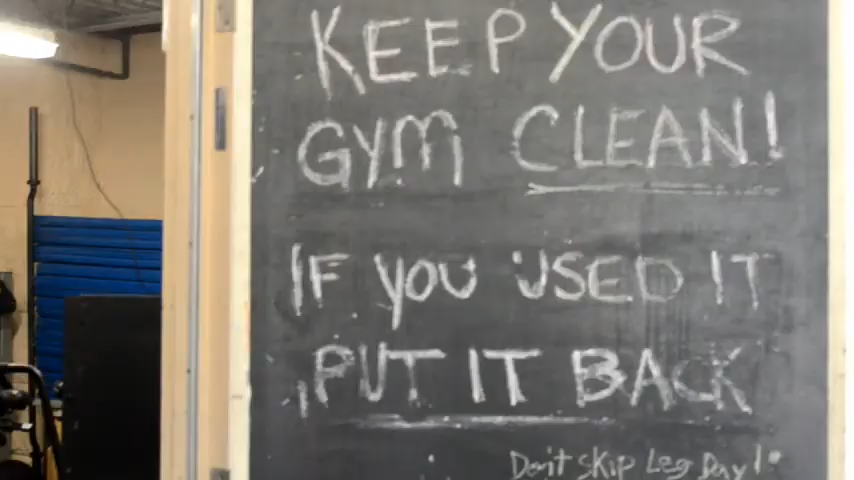 KEEP YOUR
GYM CLEAN!
IF YOU USED IT
PUT IT BACK
Don't skip Leg Day!